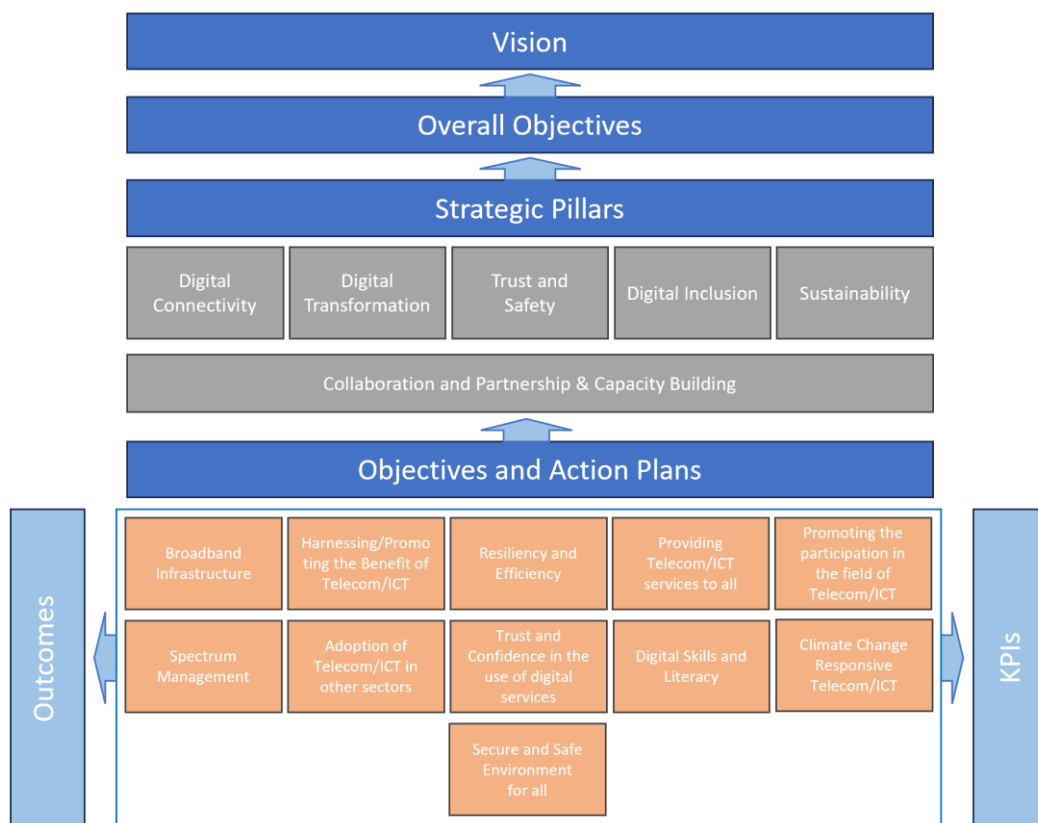 Vision
Overall Objectives
Strategic Pillars
Digital
Connectivity
Digital
Transformation
Trust and
Safety
Digital Inclusion
Sustainability
Collaboration and Partnership & Capacity Building
Objectives and Action Plans
Outcomes
Broadband
Infrastructure
Harnessing/Promo
ting the Benefit of
Telecom/ICT
Resiliency and
Efficiency
Providing
Telecom/ICT
services to all
Promoting the
participation in
the field of
Telecom/ICT
Spectrum
Management
Adoption of
Telecom/ICT in
other sectors
Trust and
Confidence in the
use of digital
services
Digital Skills and
Literacy
Climate Change
Responsive
Telecom/ICT
Secure and Safe
Environment
for all
KPIs